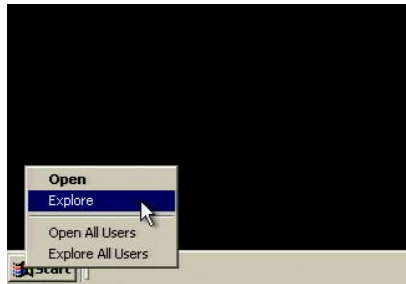 Open
Explore
Open All Users
Explore All Users
Start